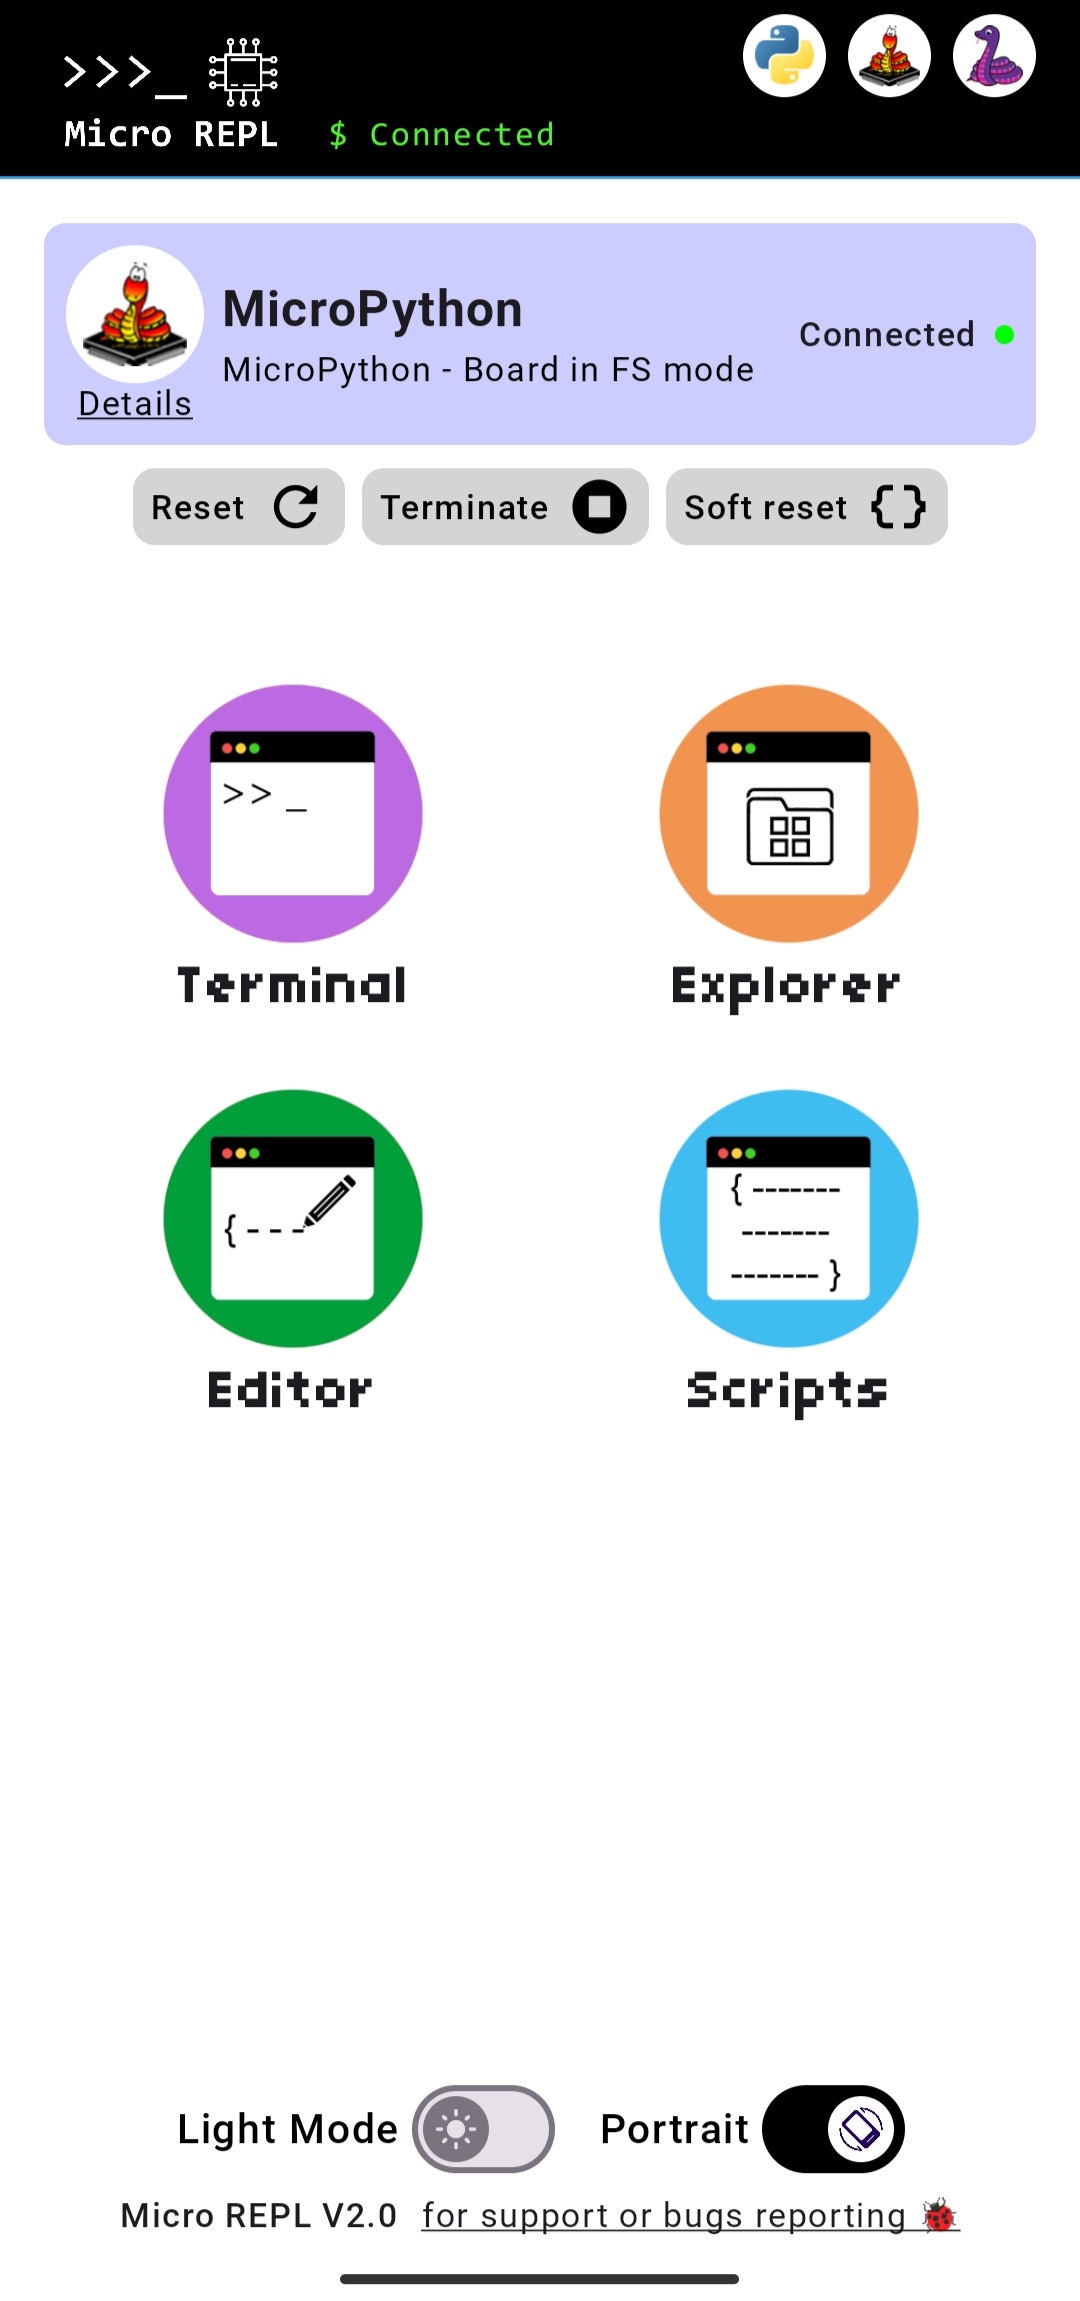 >>>_
Micro REPL $ Connected
MicroPython
MicroPython - Board in FS mode
Connected
Details
Reset
Terminate
Soft reset { }
>> _
Terminal
Explorer
{ - - -
{ -------
-------
------- }
Editor
Scripts
Light Mode
Portrait
Micro REPL V2.0 for support or bugs reporting 🐞